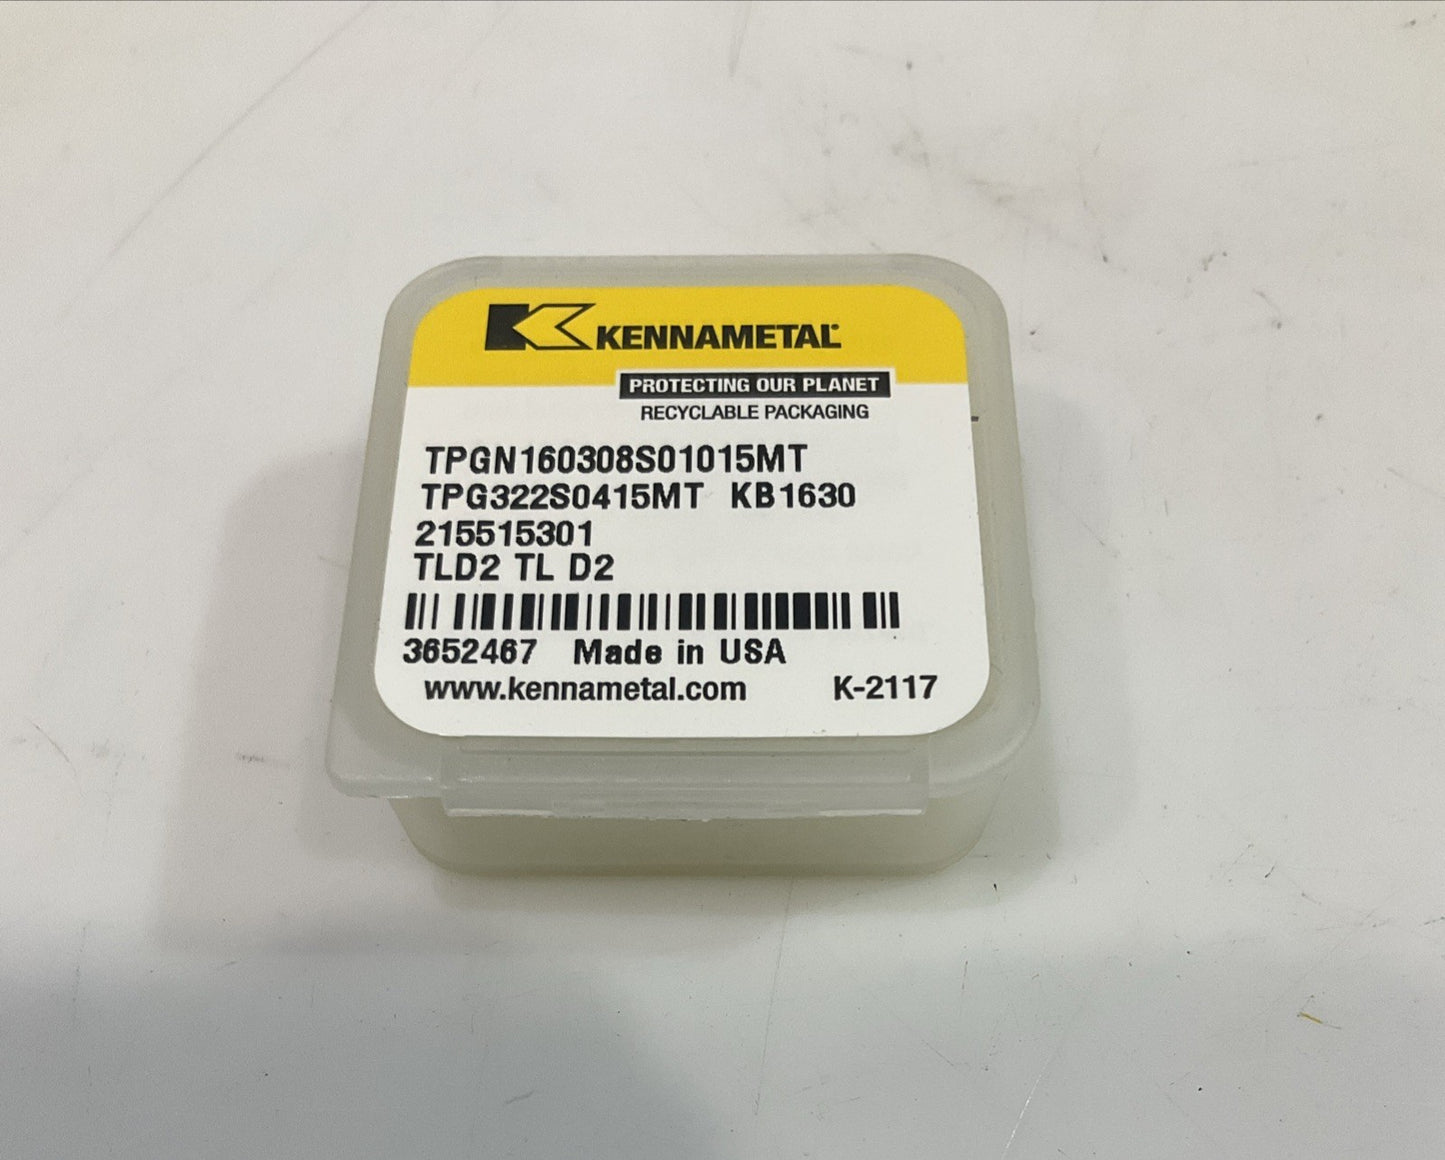 KENNAMETAL®
PROTECTING OUR PLANET
RECYCLABLE PACKAGING
TPGN160308S01015MT
TPG322S0415MT KB1630
215515301
TLD2 TL D2
3652467 Made in USA
www.kennametal.com K-2117